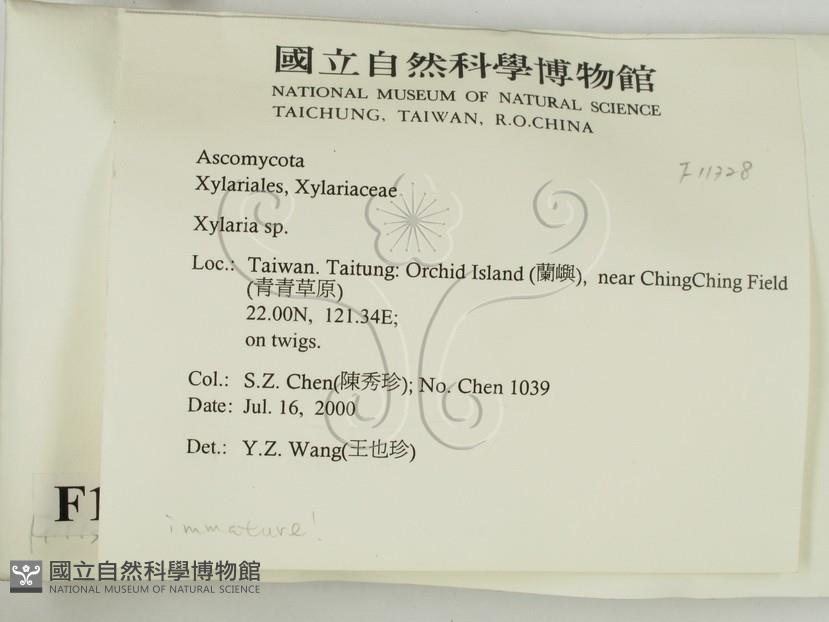 國立自然科學博物館
NATIONAL MUSEUM OF NATURAL SCIENCE
TAICHUNG, TAIWAN, R.O.CHINA
F11328
Ascomycota
Xylariales, Xylariaceae
Xylaria sp.
Loc.: Taiwan. Taitung: Orchid Island (蘭嶼), near ChingChing Field
(青青草原)
22.00N, 121.34E;
on twigs.
Col.: S.Z. Chen(陳秀珍); No. Chen 1039
Date: Jul. 16, 2000
Det.: Y.Z. Wang(王也珍)
F1
immature!
國立自然科學博物館
NATIONAL MUSEUM OF NATURAL SCIENCE